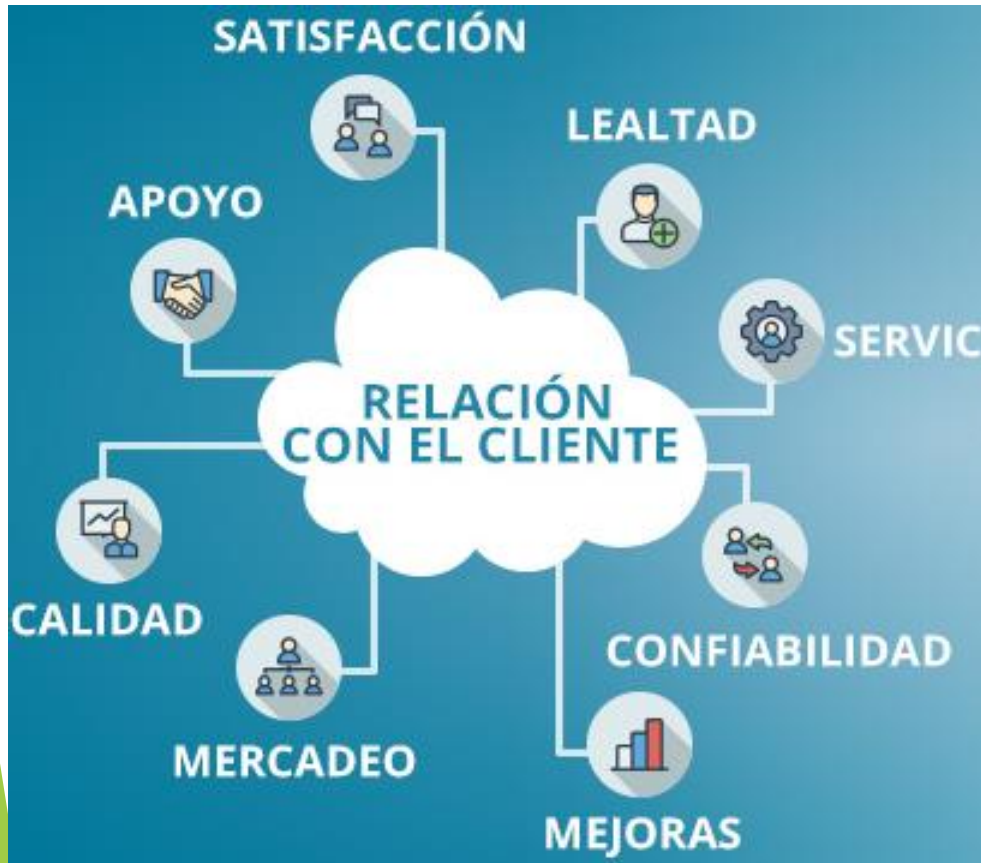 SATISFACCIÓN
LEALTAD
APOYO
SERVIC
RELACIÓN
CON EL CLIENTE
CALIDAD
CONFIABILIDAD
MERCADEO
MEJORAS